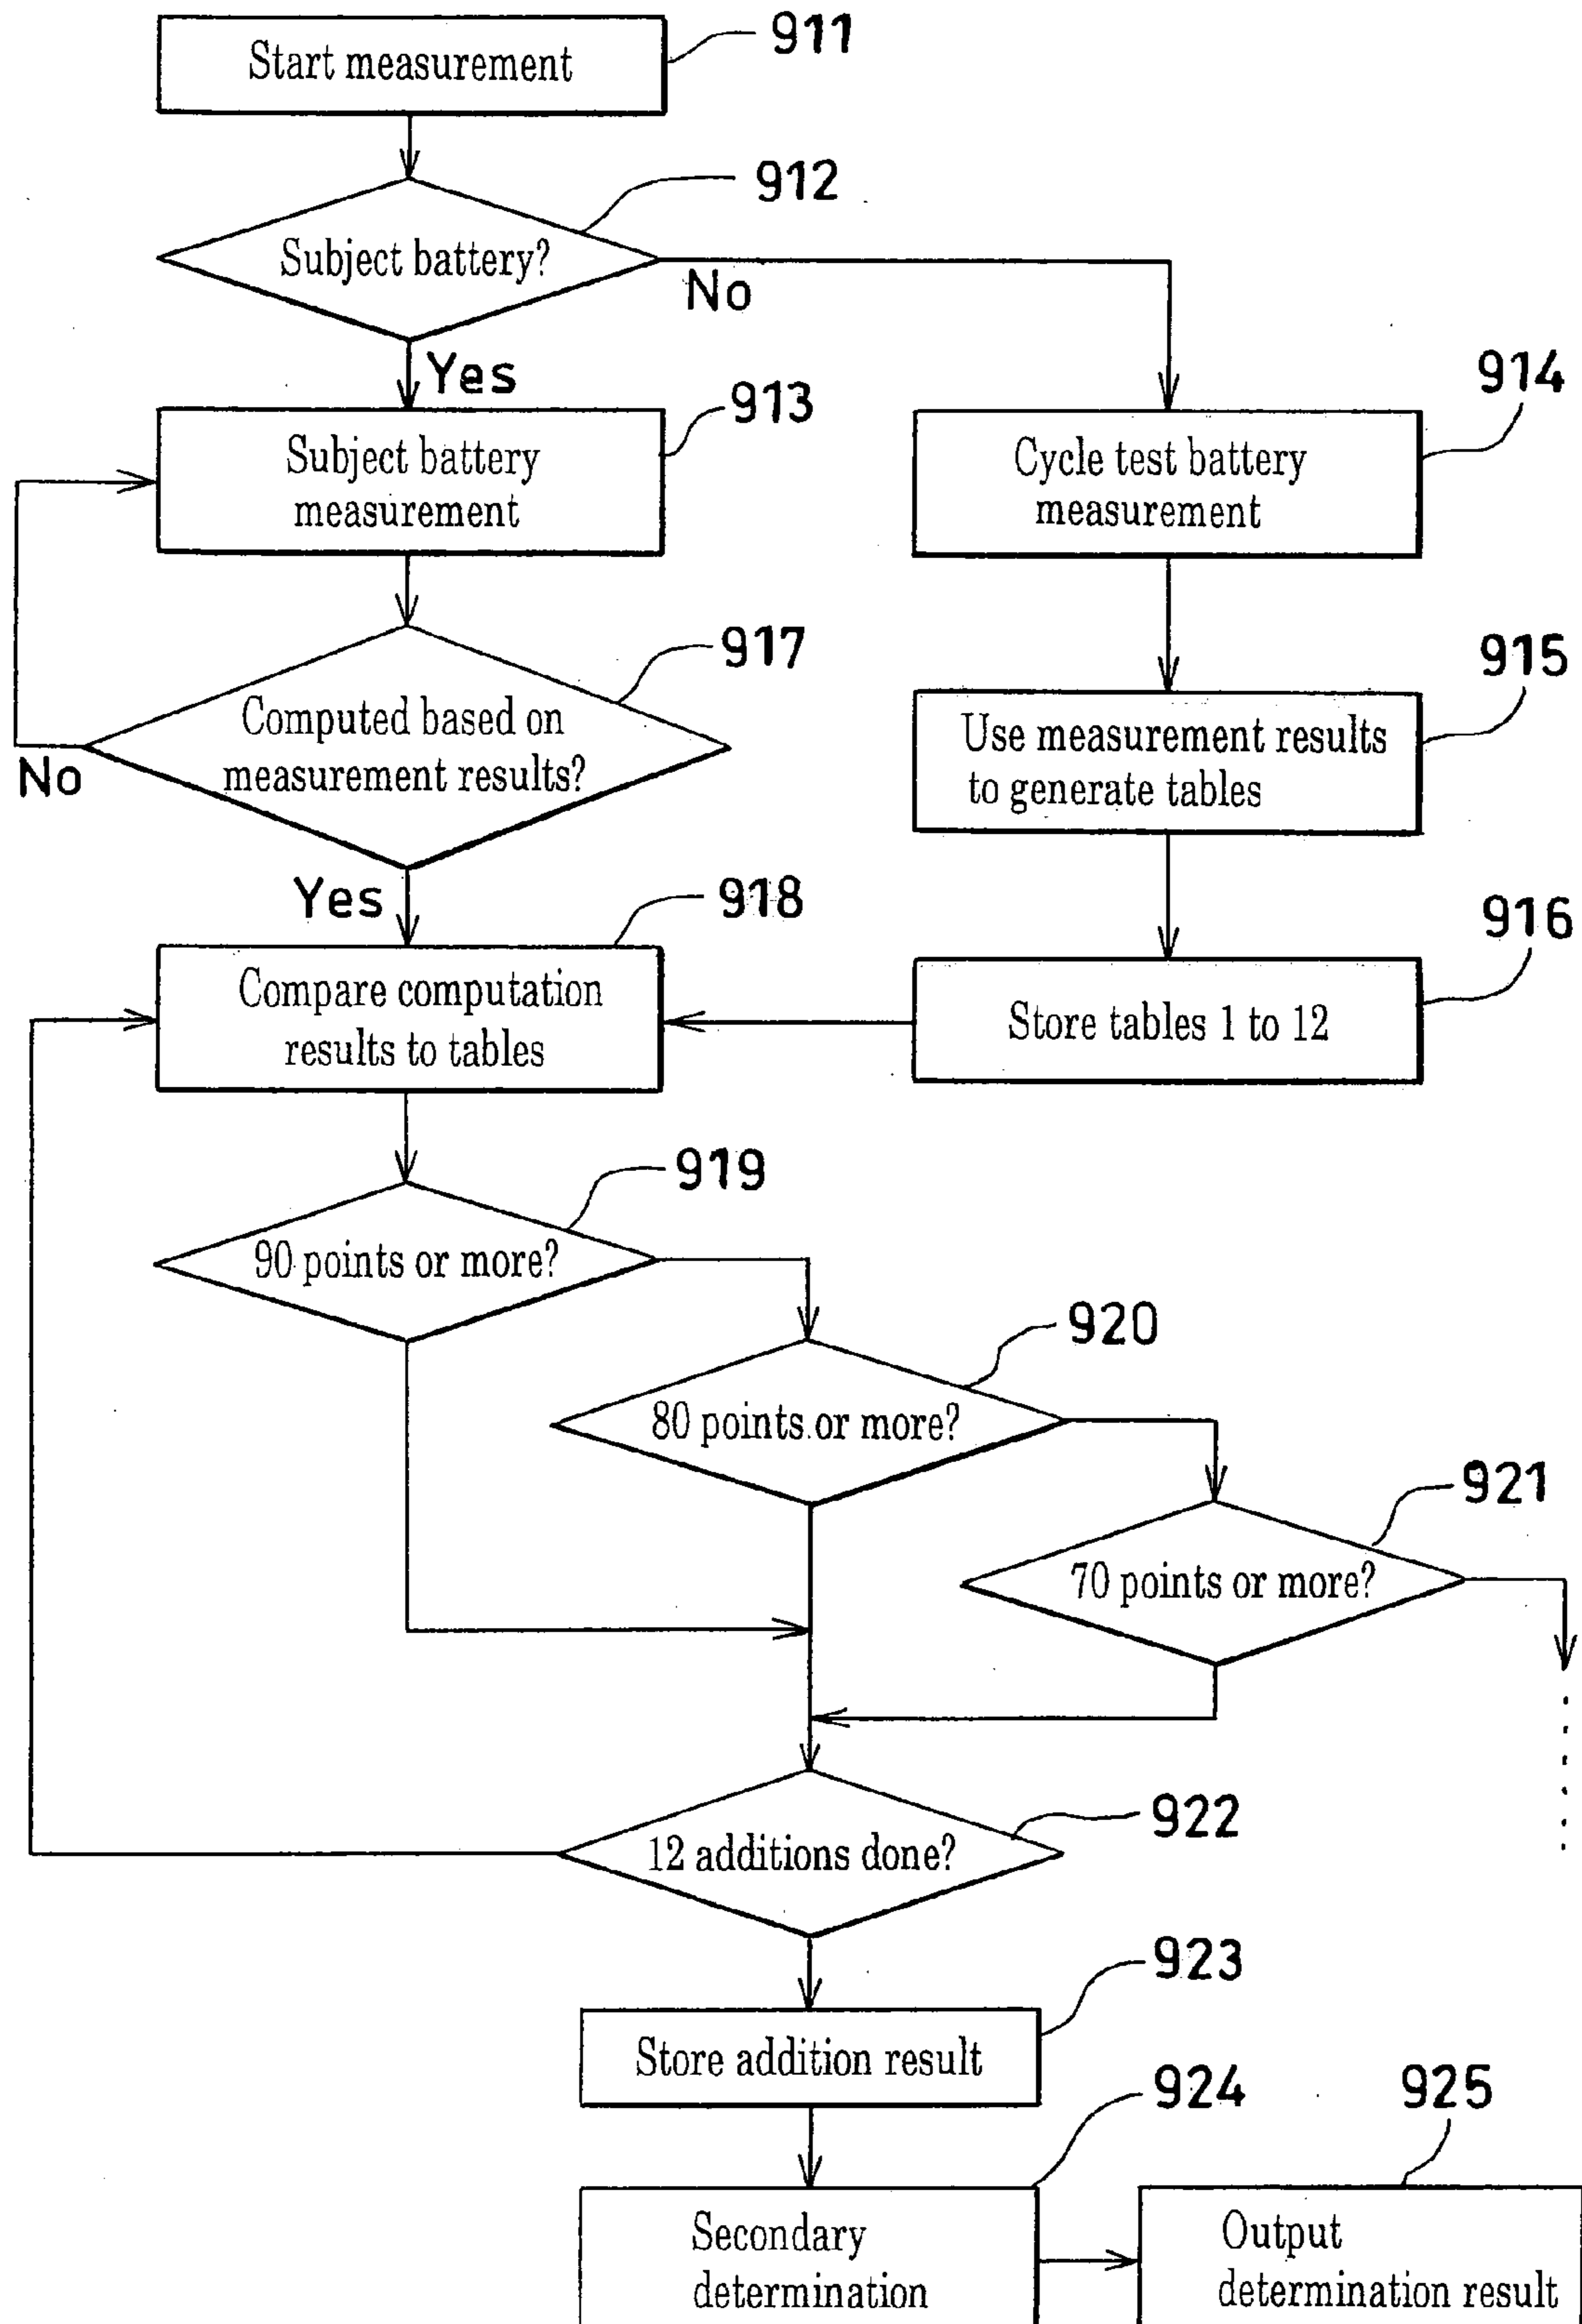 Start measurement
911
912
Subject battery?
No
Yes
913
914
Subject battery
measurement
Cycle test battery
measurement
917
915
Computed based on
measurement results?
No
Use measurement results
to generate tables
Yes
918
916
Compare computation
results to tables
Store tables 1 to 12
919
90 points or more?
920
80 points or more?
921
70 points or more?
922
12 additions done?
923
Store addition result
924
925
Secondary
determination
Output
determination result